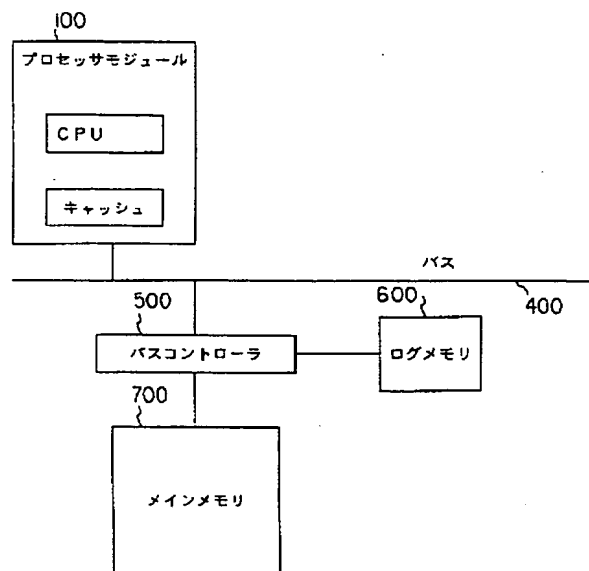 100
プロセッサモジュール
CPU
キャッシュ
バス
400
500
バスコントローラ
600
ログメモリ
700
メインメモリ